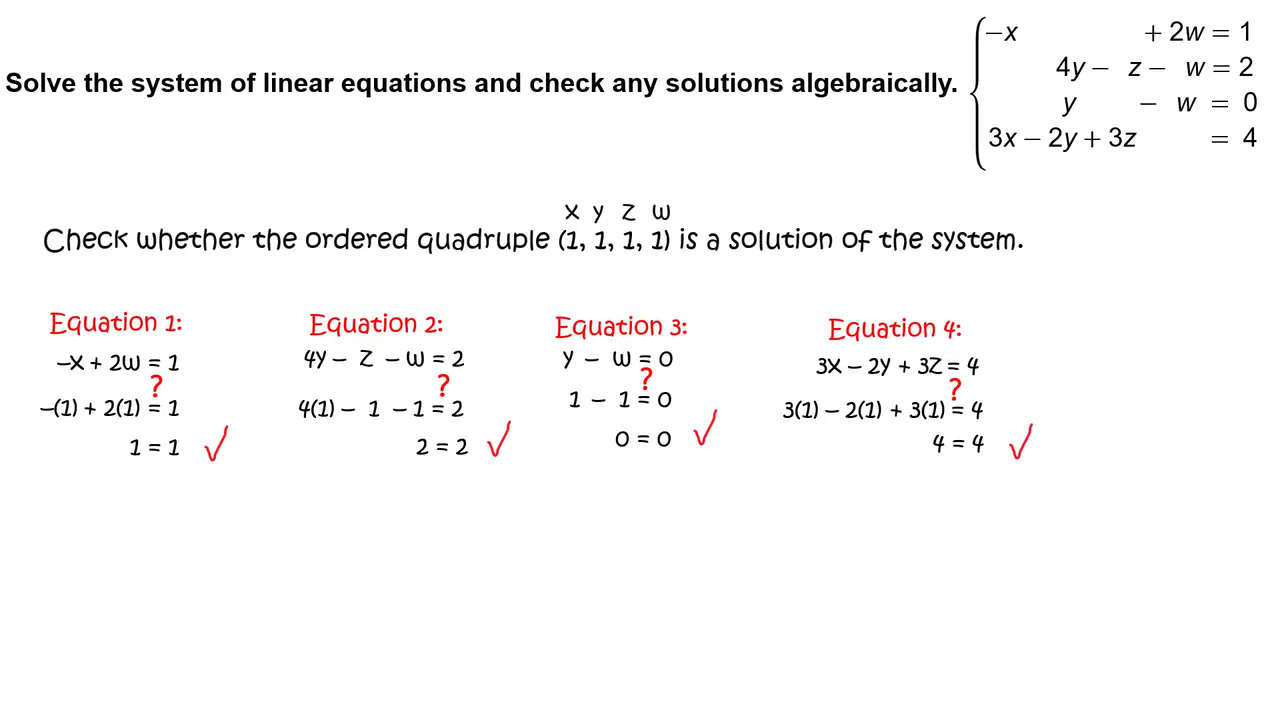 Solve the system of linear equations and check any solutions algebraically.
−x + 2w = 1
4y − z − w = 2
y − w = 0
3x − 2y + 3z = 4
x y z w
Check whether the ordered quadruple (1, 1, 1, 1) is a solution of the system.
Equation 1: Equation 2: Equation 3: Equation 4:
−x + 2w = 1 4y − z − w = 2 y − w = 0 3x − 2y + 3z = 4
? ? ? ?
−(1) + 2(1) = 1 4(1) − 1 − 1 = 2 1 − 1 = 0 3(1) − 2(1) + 3(1) = 4
1 = 1 ✓ 2 = 2 ✓ 0 = 0 ✓ 4 = 4 ✓